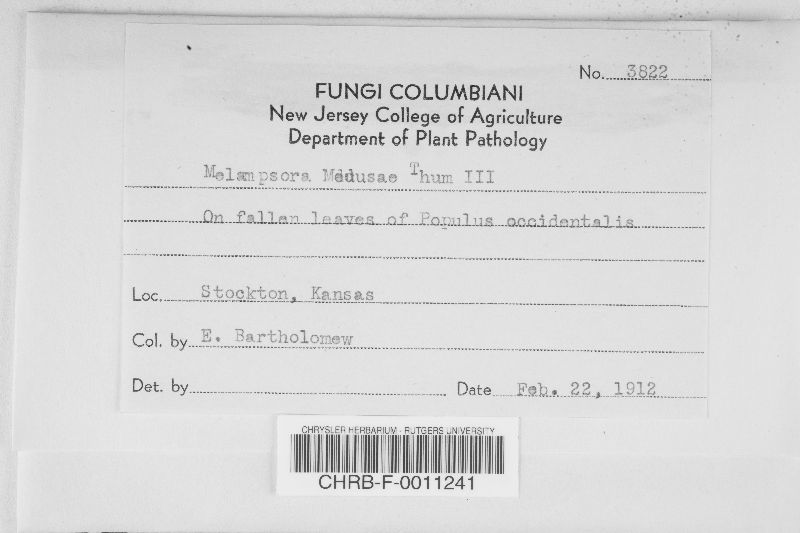 No. 3822
FUNGI COLUMBIANI
New Jersey College of Agriculture
Department of Plant Pathology
Melampsora Medusae Thum III
On fallen leaves of Populus occidentalis
Loc. Stockton, Kansas
Col. by E. Bartholomew
Det. by
Date Feb. 22, 1912
CHRYSLER HERBARIUM - RUTGERS UNIVERSITY
CHRB-F-0011241